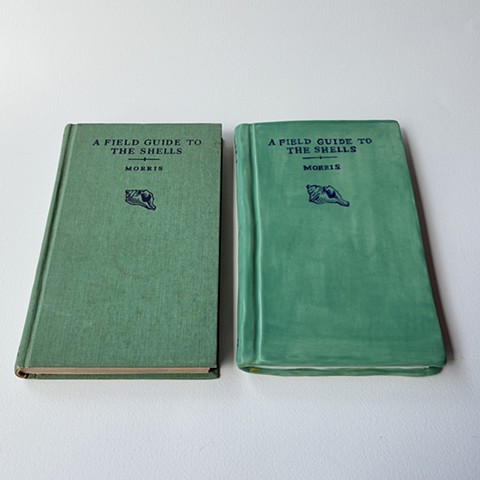 A FIELD GUIDE TO
THE SHELLS
MORRIS
A FIELD GUIDE TO
THE SHELLS
MORRIS